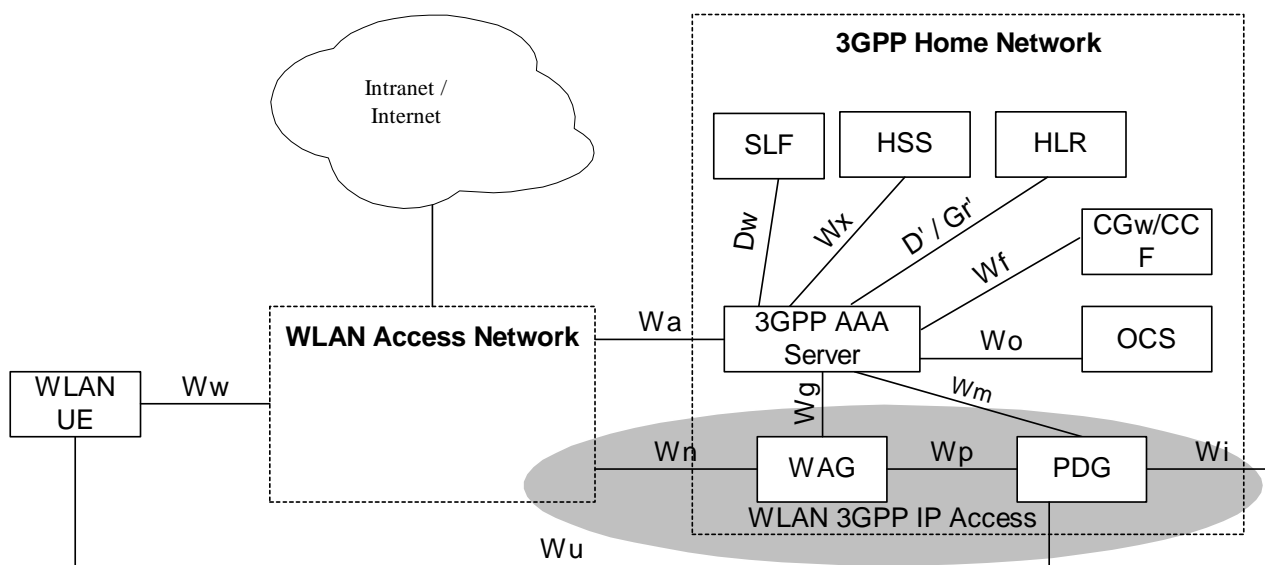 3GPP Home Network
Intranet /
Internet
SLF
HSS
HLR
Dw
Wx
D' / Gr'
CGw/CC
F
Wf
WLAN Access Network
Wa
3GPP AAA
Server
Wo
OCS
WLAN
UE
Ww
Wg
Wm
Wn
WAG
Wp
PDG
Wi
WLAN 3GPP IP Access
Wu